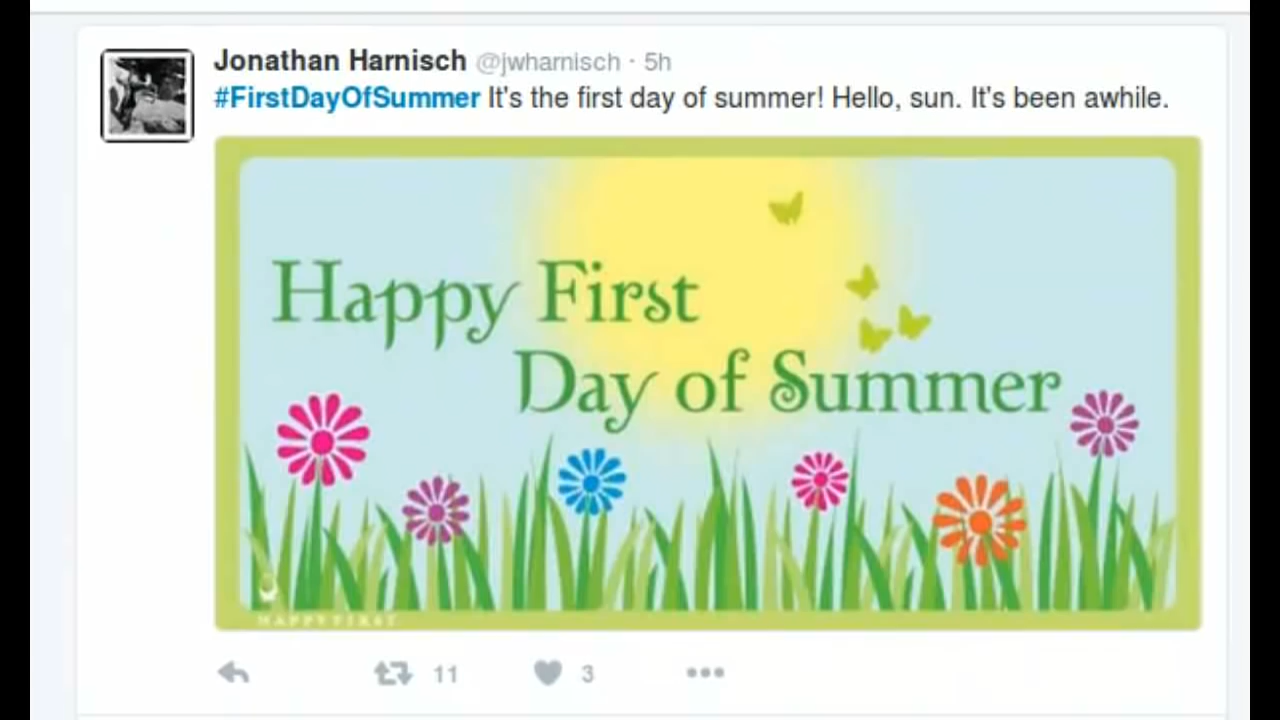 Jonathan Harnisch @jwharnisch · 5h
#FirstDayOfSummer It's the first day of summer! Hello, sun. It's been awhile.
Happy First
Day of Summer
HAPPYFIRST
11 3